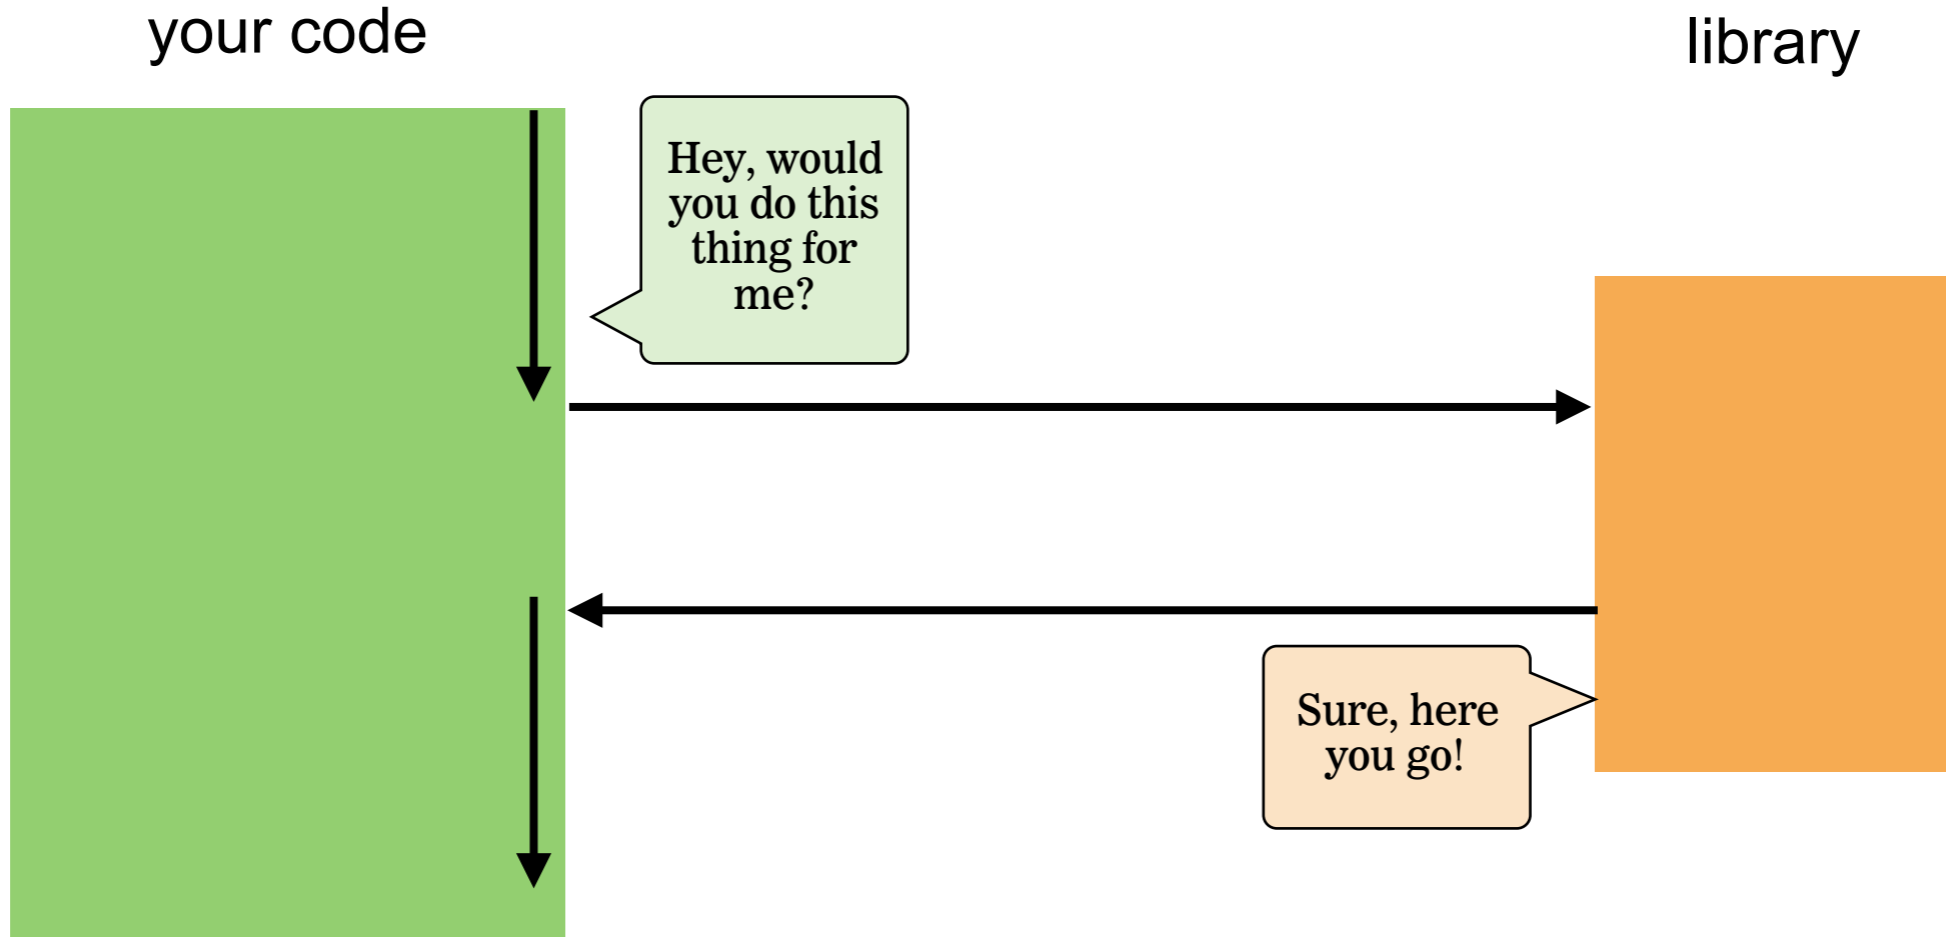 your code
library
Hey, would
you do this
thing for
me?
Sure, here
you go!